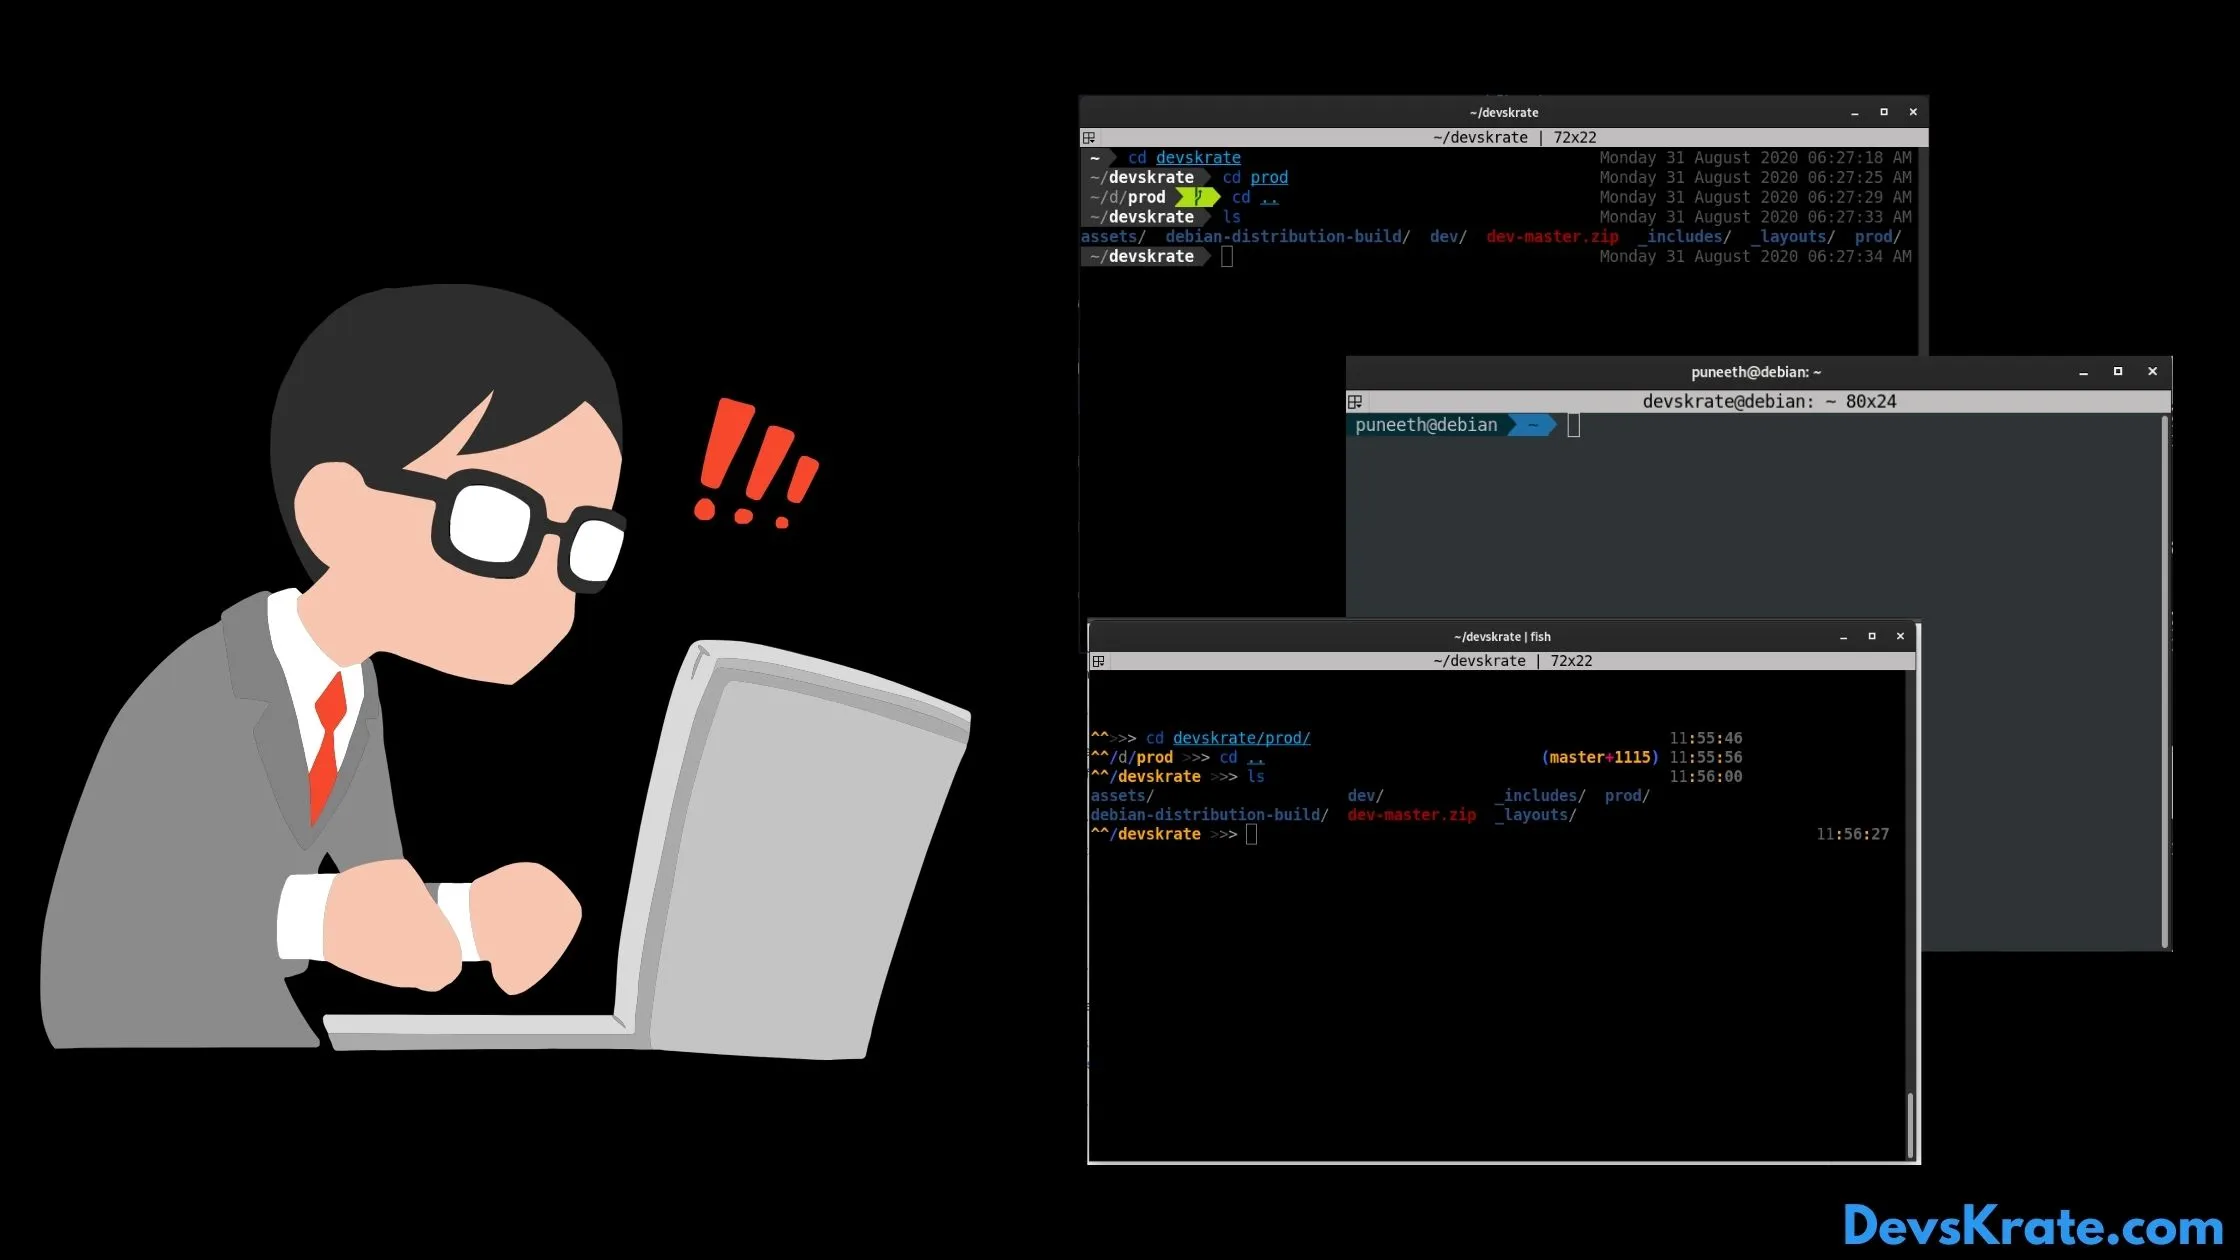 !!!
~/devskrate
~/devskrate | 72x22
~ cd devskrate Monday 31 August 2020 06:27:18 AM
~/devskrate cd prod Monday 31 August 2020 06:27:25 AM
~/d/prod cd .. Monday 31 August 2020 06:27:29 AM
~/devskrate ls Monday 31 August 2020 06:27:33 AM
assets/ debian-distribution-build/ dev/ dev-master.zip _includes/ _layouts/ prod/
~/devskrate Monday 31 August 2020 06:27:34 AM
puneeth@debian: ~
devskrate@debian: ~ 80x24
puneeth@debian ~
~/devskrate | fish
~/devskrate | 72x22
^^>>> cd devskrate/prod/ 11:55:46
^^/d/prod >>> cd .. (master+1115) 11:55:56
^^/devskrate >>> ls 11:56:00
assets/ dev/ _includes/ prod/
debian-distribution-build/ dev-master.zip _layouts/
^^/devskrate >>> 11:56:27
DevsKrate.com